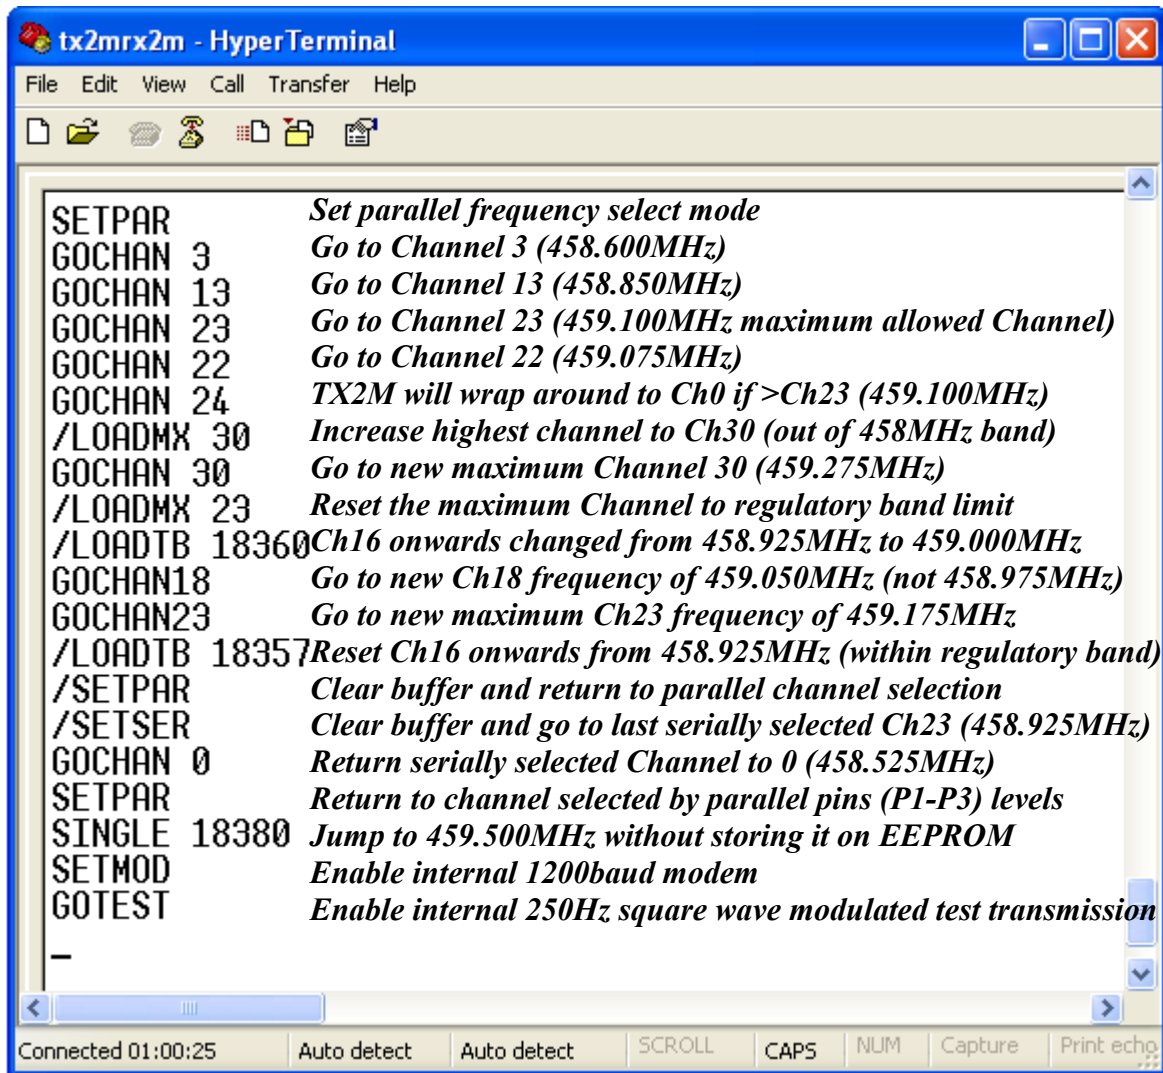 tx2mrx2m - HyperTerminal
File Edit View Call Transfer Help
SETPAR Set parallel frequency select mode
GOCHAN 3 Go to Channel 3 (458.600MHz)
GOCHAN 13 Go to Channel 13 (458.850MHz)
GOCHAN 23 Go to Channel 23 (459.100MHz maximum allowed Channel)
GOCHAN 22 Go to Channel 22 (459.075MHz)
GOCHAN 24 TX2M will wrap around to Ch0 if >Ch23 (459.100MHz)
/LOADMX 30 Increase highest channel to Ch30 (out of 458MHz band)
GOCHAN 30 Go to new maximum Channel 30 (459.275MHz)
/LOADMX 23 Reset the maximum Channel to regulatory band limit
/LOADTB 18360 Ch16 onwards changed from 458.925MHz to 459.000MHz
GOCHAN18 Go to new Ch18 frequency of 459.050MHz (not 458.975MHz)
GOCHAN23 Go to new maximum Ch23 frequency of 459.175MHz
/LOADTB 18357 Reset Ch16 onwards from 458.925MHz (within regulatory band)
/SETPAR Clear buffer and return to parallel channel selection
/SETSER Clear buffer and go to last serially selected Ch23 (458.925MHz)
GOCHAN 0 Return serially selected Channel to 0 (458.525MHz)
SETPAR Return to channel selected by parallel pins (P1-P3) levels
SINGLE 18380 Jump to 459.500MHz without storing it on EEPROM
SETMOD Enable internal 1200baud modem
GOTEST Enable internal 250Hz square wave modulated test transmission
_
Connected 01:00:25 Auto detect Auto detect SCROLL CAPS NUM Capture Print echo